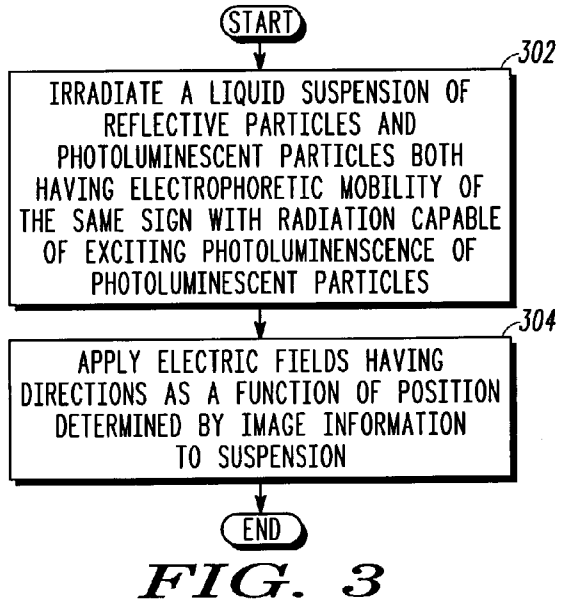 START
302
IRRADIATE A LIQUID SUSPENSION OF
REFLECTIVE PARTICLES AND
PHOTOLUMINESCENT PARTICLES BOTH
HAVING ELECTROPHORETIC MOBILITY OF
THE SAME SIGN WITH RADIATION CAPABLE
OF EXCITING PHOTOLUMINENSCENCE OF
PHOTOLUMINESCENT PARTICLES
304
APPLY ELECTRIC FIELDS HAVING
DIRECTIONS AS A FUNCTION OF POSITION
DETERMINED BY IMAGE INFORMATION
TO SUSPENSION
END
FIG. 3